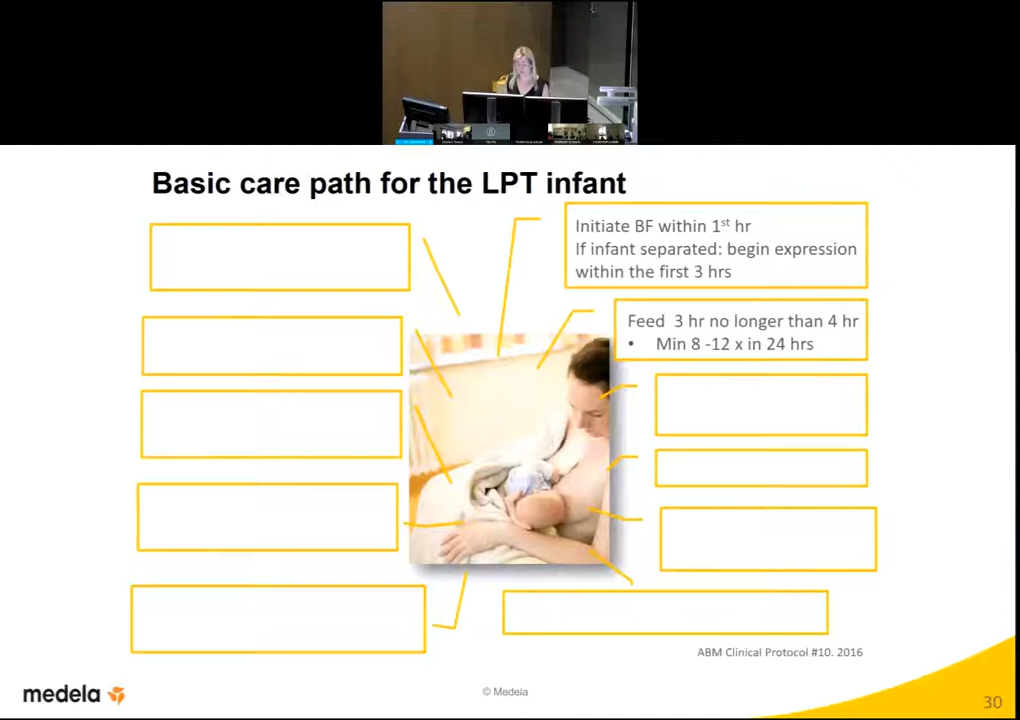 Basic care path for the LPT infant
Initiate BF within 1st hr
If infant separated: begin expression
within the first 3 hrs
Feed 3 hr no longer than 4 hr
• Min 8 -12 x in 24 hrs
ABM Clinical Protocol #10. 2016
medela
© Medela
30